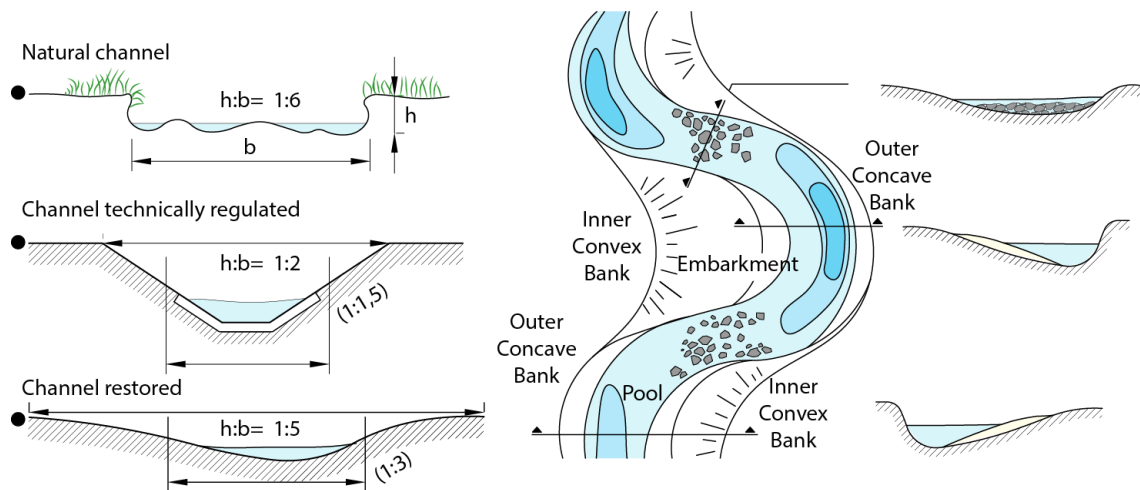 Natural channel
h:b= 1:6
h
b
Channel technically regulated
h:b= 1:2
(1:1,5)
Channel restored
h:b= 1:5
(1:3)
Outer
Concave
Bank
Inner
Convex
Bank
Embarkment
Outer
Concave
Bank
Pool
Inner
Convex
Bank